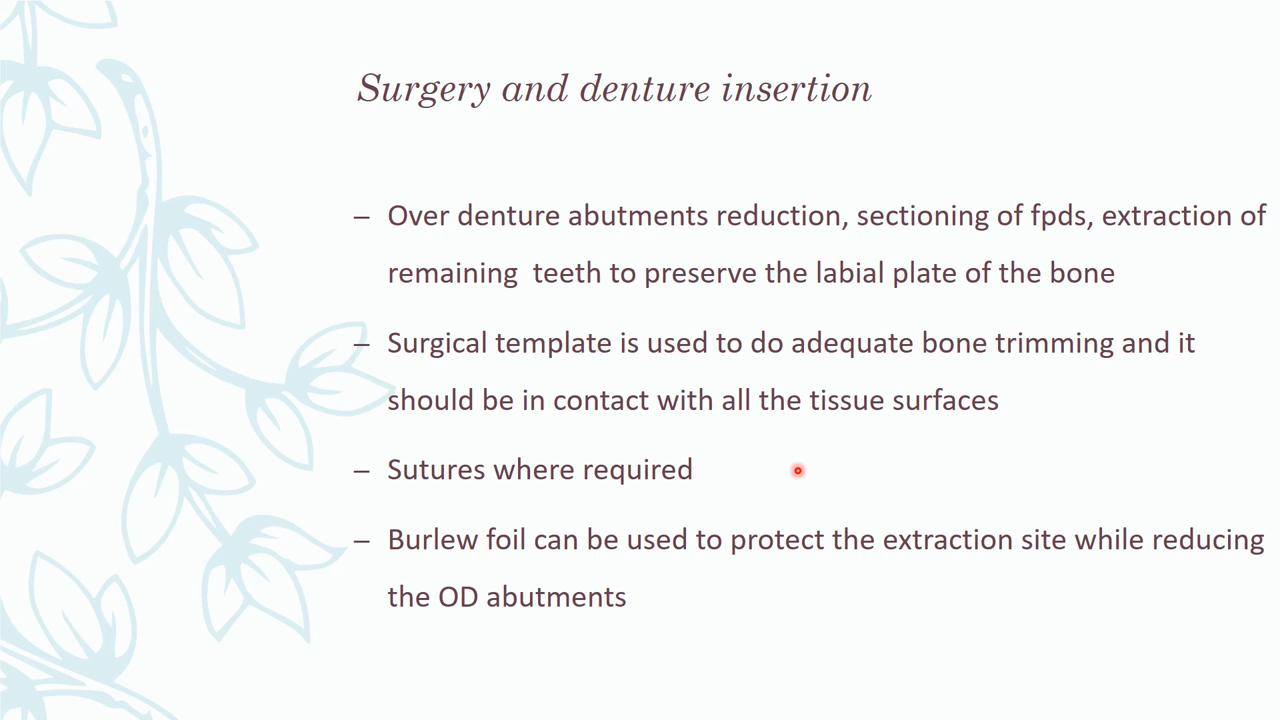 Surgery and denture insertion
– Over denture abutments reduction, sectioning of fpds, extraction of
remaining  teeth to preserve the labial plate of the bone
– Surgical template is used to do adequate bone trimming and it
should be in contact with all the tissue surfaces
– Sutures where required
– Burlew foil can be used to protect the extraction site while reducing
the OD abutments